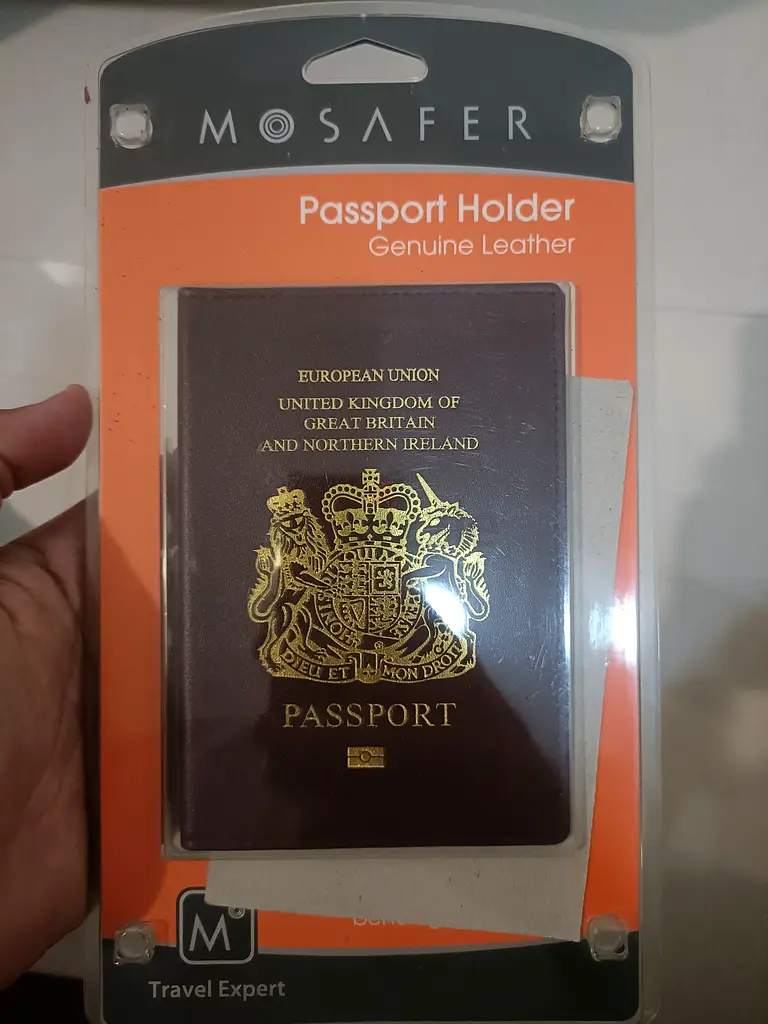 MOSAFER
Passport Holder
Genuine Leather
EUROPEAN UNION
UNITED KINGDOM OF
GREAT BRITAIN
AND NORTHERN IRELAND
DIEU ET MON DROIT
PASSPORT
M
Travel Expert